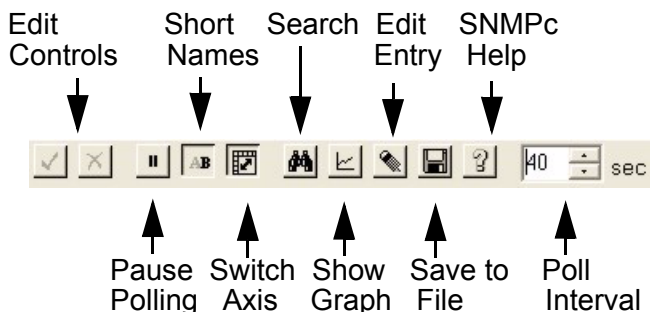 Edit Controls
Short Names
Search
Edit Entry
SNMPc Help
AB
40
sec
Pause Polling
Switch Axis
Show Graph
Save to File
Poll Interval